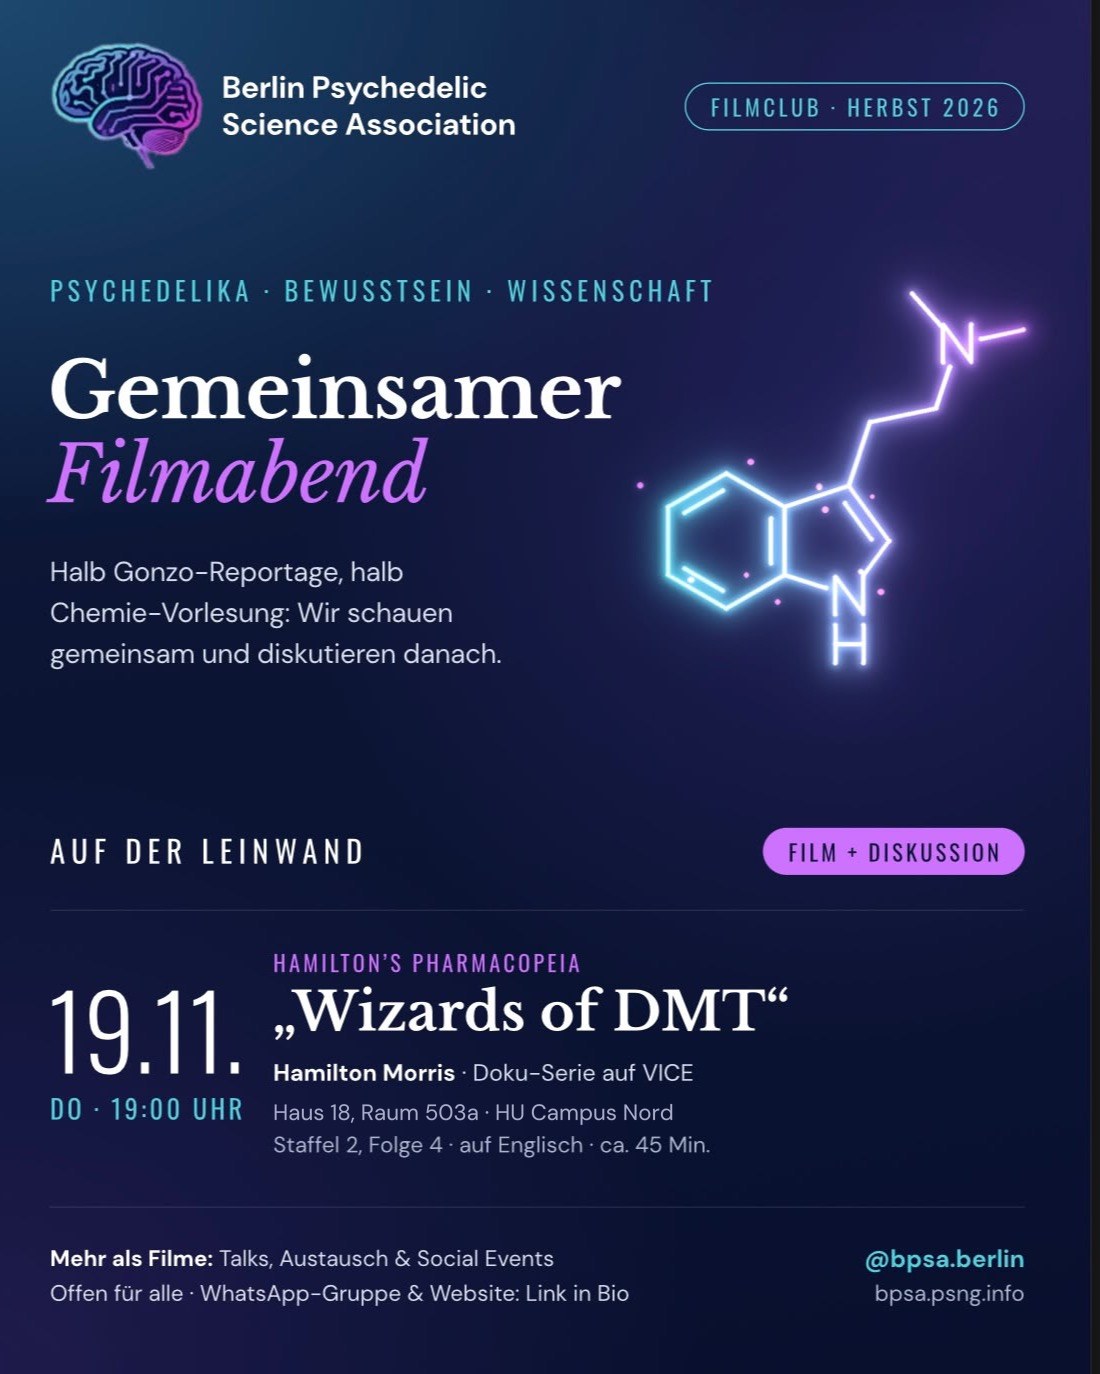 Berlin Psychedelic
Science Association
FILMCLUB · HERBST 2026
PSYCHEDELIKA · BEWUSSTSEIN · WISSENSCHAFT
Gemeinsamer
Filmabend
Halb Gonzo-Reportage, halb
Chemie-Vorlesung: Wir schauen
gemeinsam und diskutieren danach.
N
N
H
AUF DER LEINWAND
FILM + DISKUSSION
19.11.
DO · 19:00 UHR
HAMILTON’S PHARMACOPEIA
„Wizards of DMT“
Hamilton Morris · Doku-Serie auf VICE
Haus 18, Raum 503a · HU Campus Nord
Staffel 2, Folge 4 · auf Englisch · ca. 45 Min.
Mehr als Filme: Talks, Austausch & Social Events
Offen für alle · WhatsApp-Gruppe & Website: Link in Bio
@bpsa.berlin
bpsa.psng.info